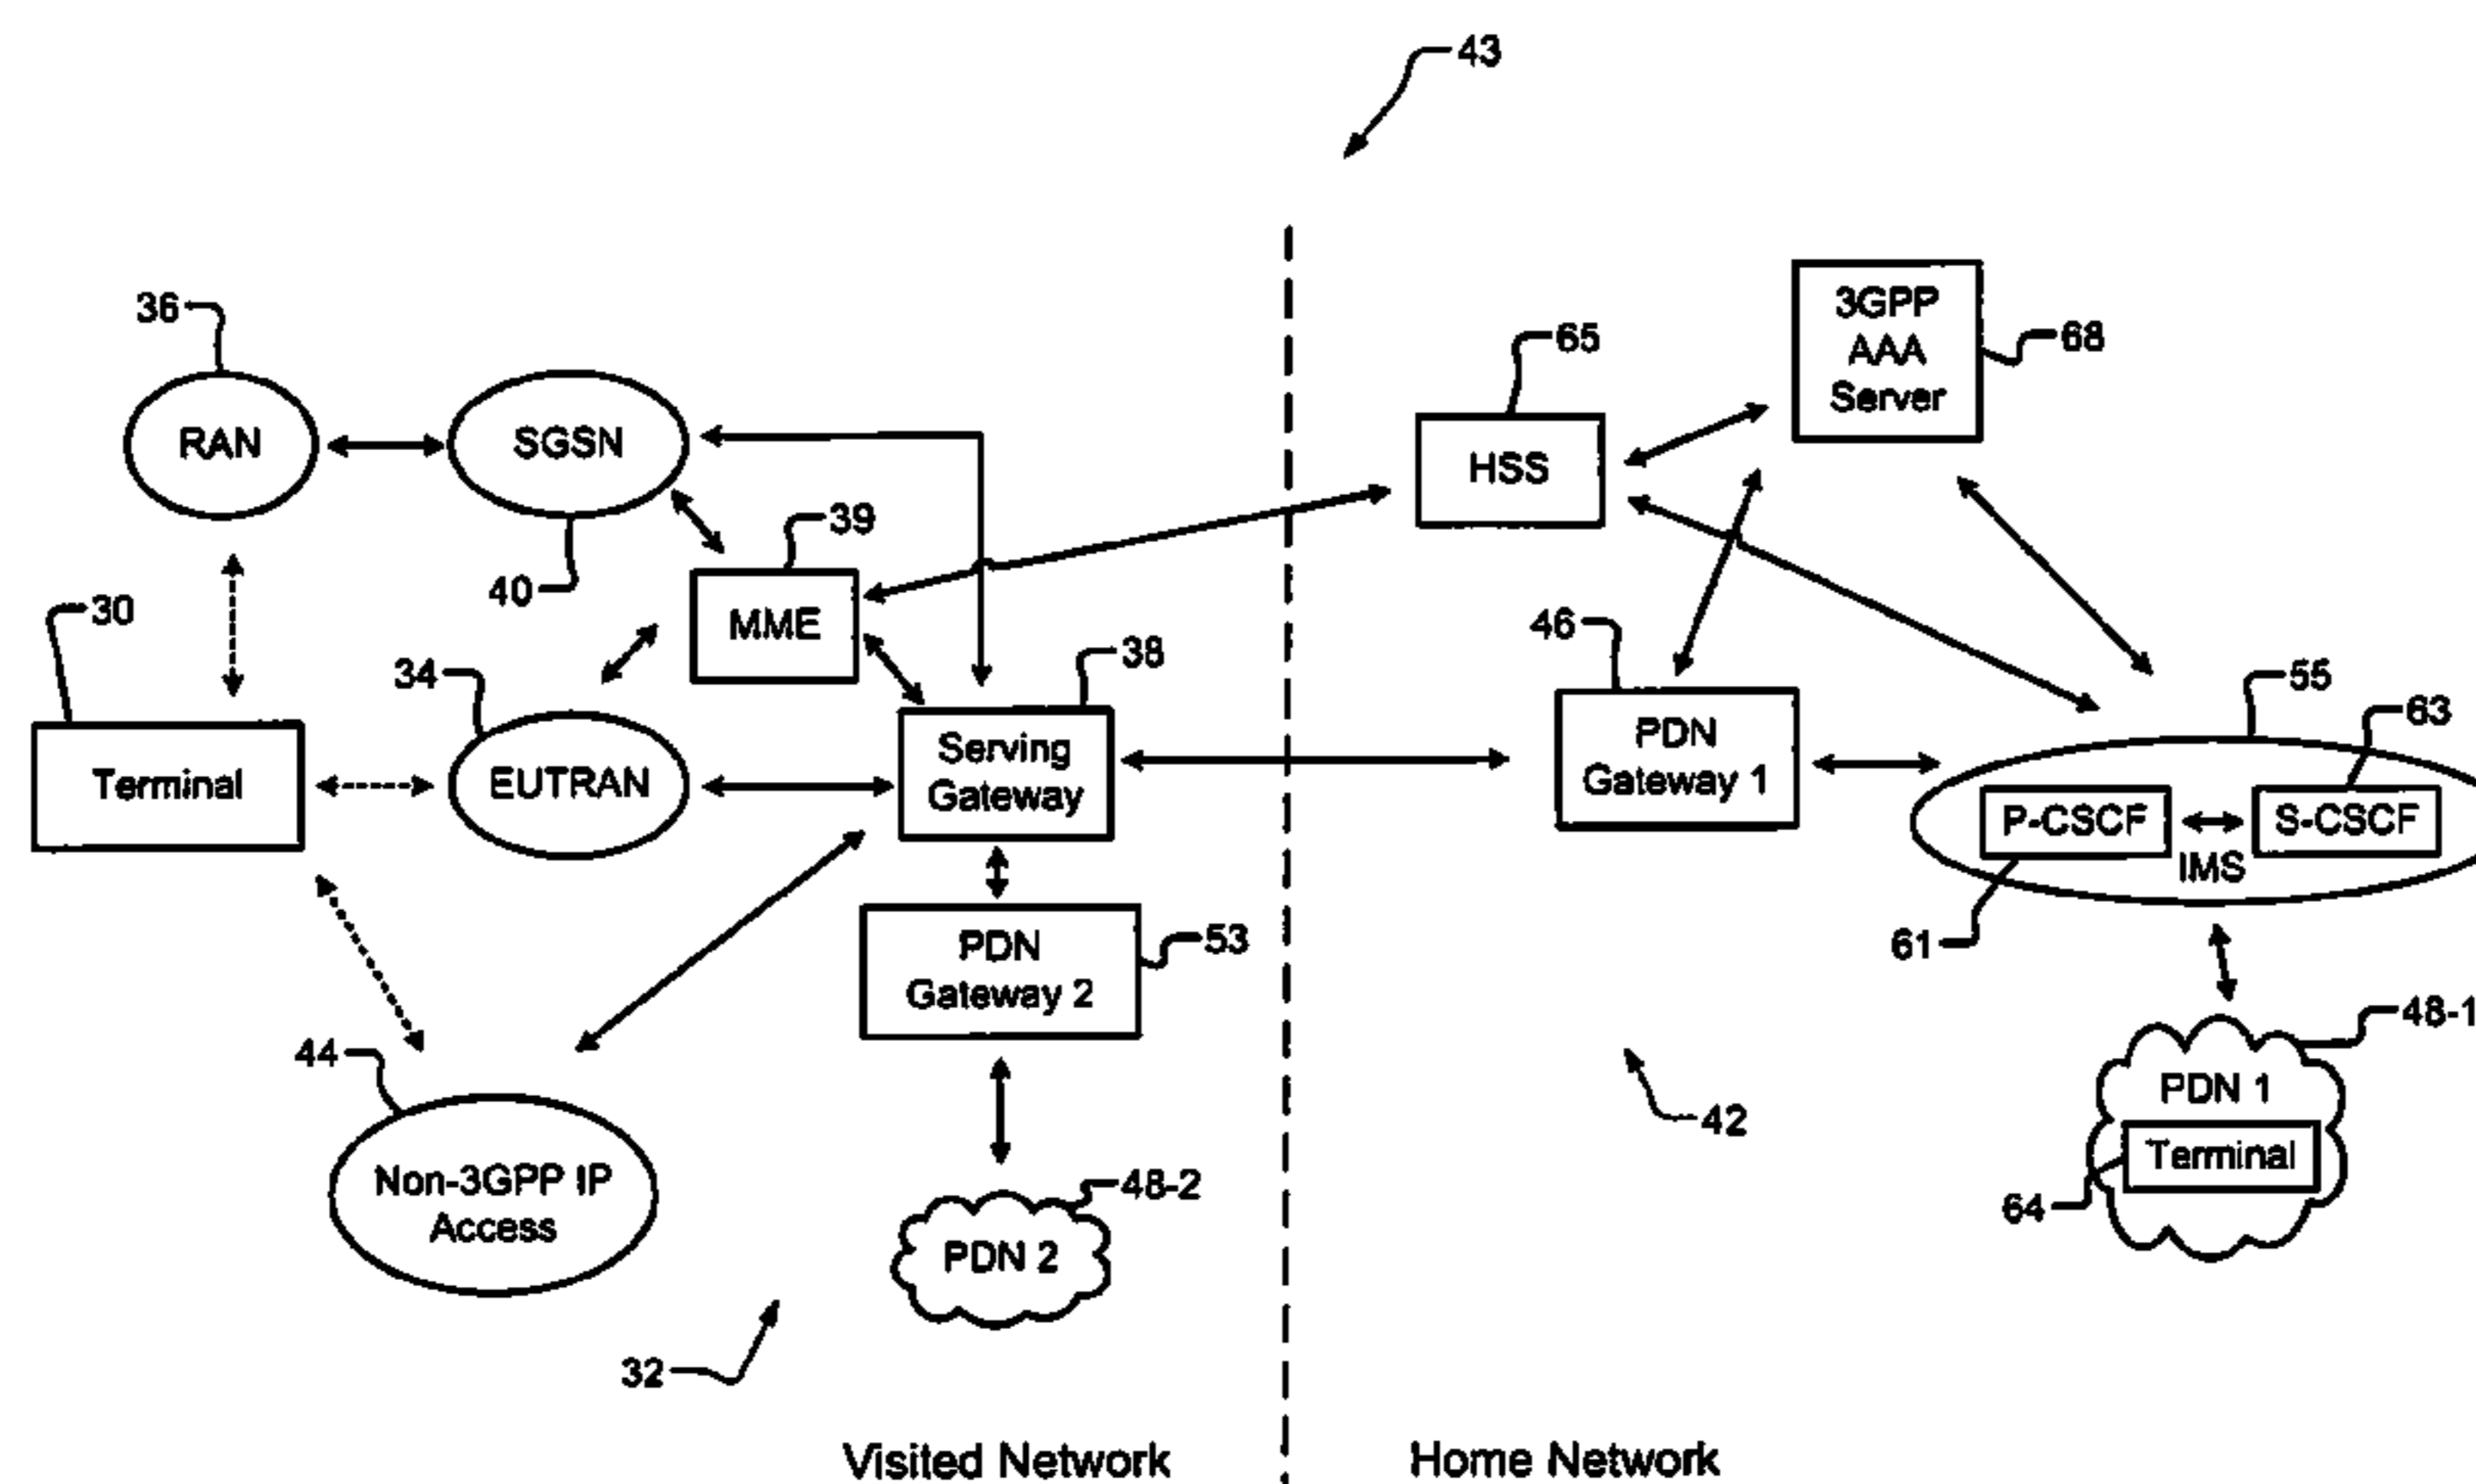 43
36
RAN
SGSN
40
39
MME
65
HSS
3GPP
AAA
Server
68
30
Terminal
34
EUTRAN
38
Serving
Gateway
46
PDN
Gateway 1
55
63
P-CSCF
S-CSCF
IMS
61
PDN
Gateway 2
53
44
Non-3GPP IP
Access
48-2
PDN 2
42
48-1
PDN 1
Terminal
64
32
Visited Network
Home Network